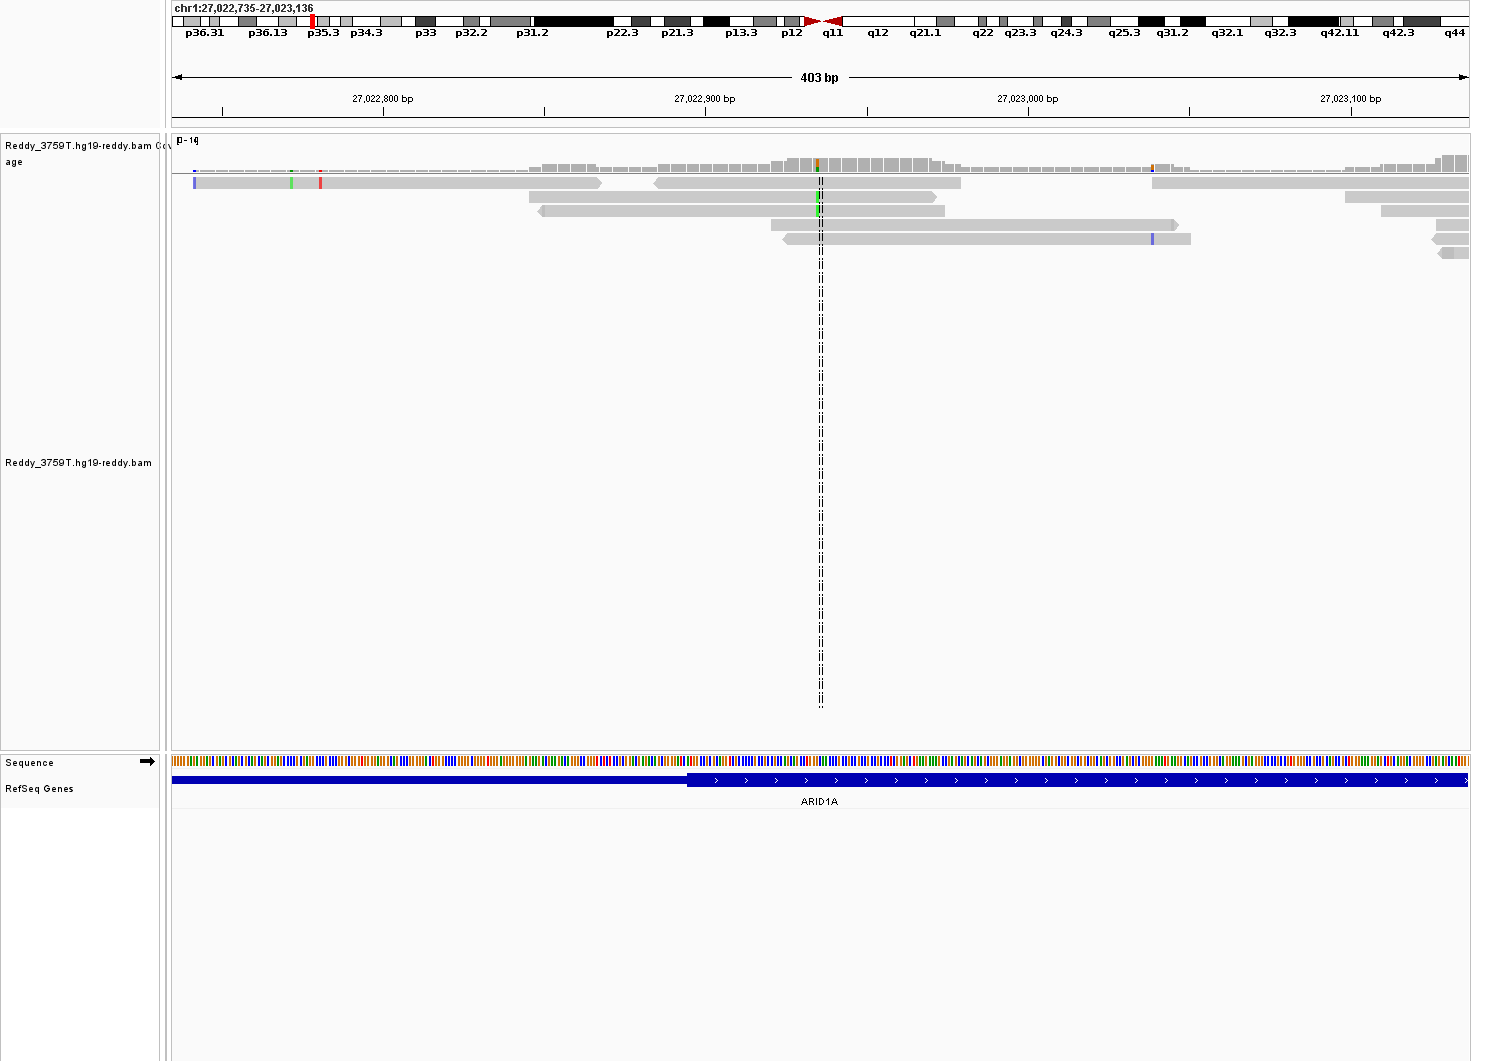 chr1:27,022,735-27,023,136
p36.31 p36.13 p35.3 p34.3 p33 p32.2 p31.2 p22.3 p21.3 p13.3 p12 q11 q12 q21.1 q22 q23.3 q24.3 q25.3 q31.2 q32.1 q32.3 q42.11 q42.3 q44
403 bp
27,022,800 bp 27,022,900 bp 27,023,000 bp 27,023,100 bp
Reddy_3759T.hg19-reddy.bam Cov
age
Reddy_3759T.hg19-reddy.bam
Sequence
RefSeq Genes
ARID1A